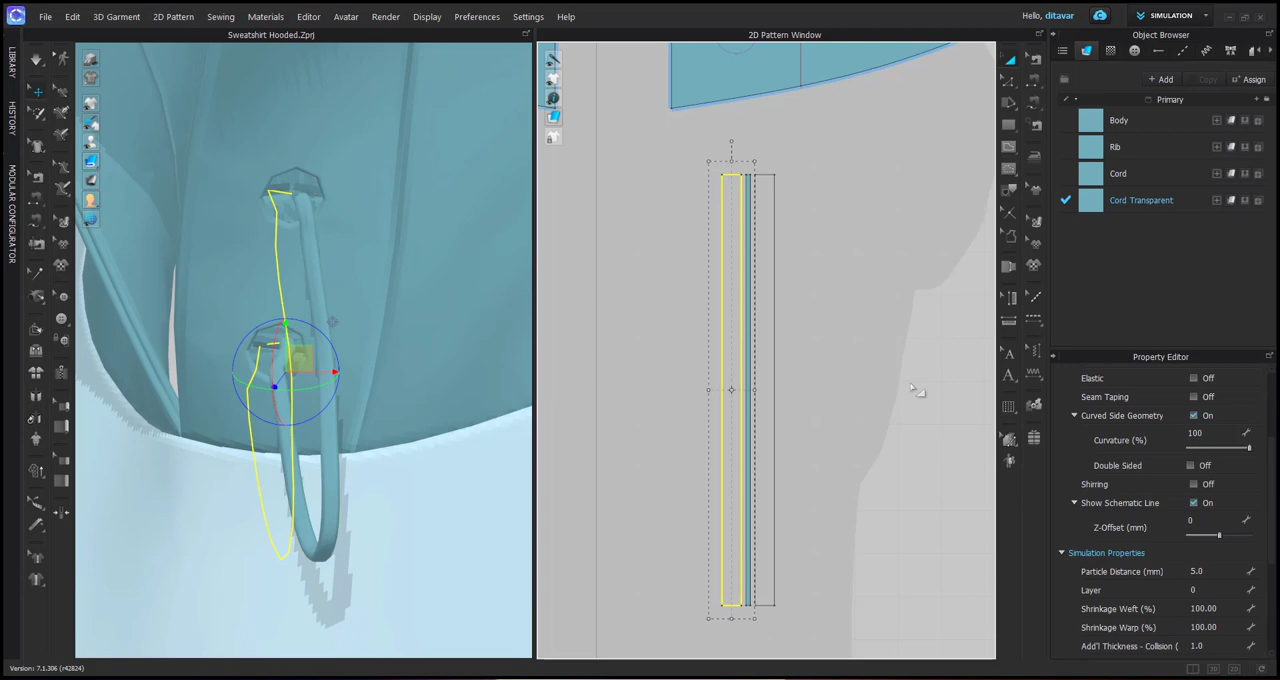 File Edit 3D Garment 2D Pattern Sewing Materials Editor Avatar Render Display Preferences Settings Help
Hello, ditavar
SIMULATION
Sweatshirt Hooded.Zprj
2D Pattern Window
Object Browser
LIBRARY
HISTORY
MODULAR CONFIGURATOR
+ Add
Copy
Assign
Primary
Body
Rib
Cord
Cord Transparent
Property Editor
Elastic Off
Seam Taping Off
Curved Side Geometry On
Curvature (%) 100
Double Sided Off
Shirring Off
Show Schematic Line On
Z-Offset (mm) 0
Simulation Properties
Particle Distance (mm) 5.0
Layer 0
Shrinkage Weft (%) 100.00
Shrinkage Warp (%) 100.00
Add'l Thickness - Collision ( 1.0
Version: 7.1.306 (r42824)
3D
2D